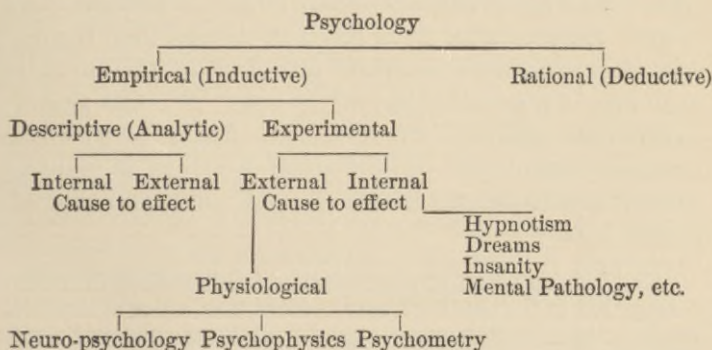 Psychology
Empirical (Inductive) Rational (Deductive)
Descriptive (Analytic) Experimental
Internal External External Internal
Cause to effect Cause to effect
Hypnotism
Dreams
Insanity
Mental Pathology, etc.
Physiological
Neuro-psychology Psychophysics Psychometry